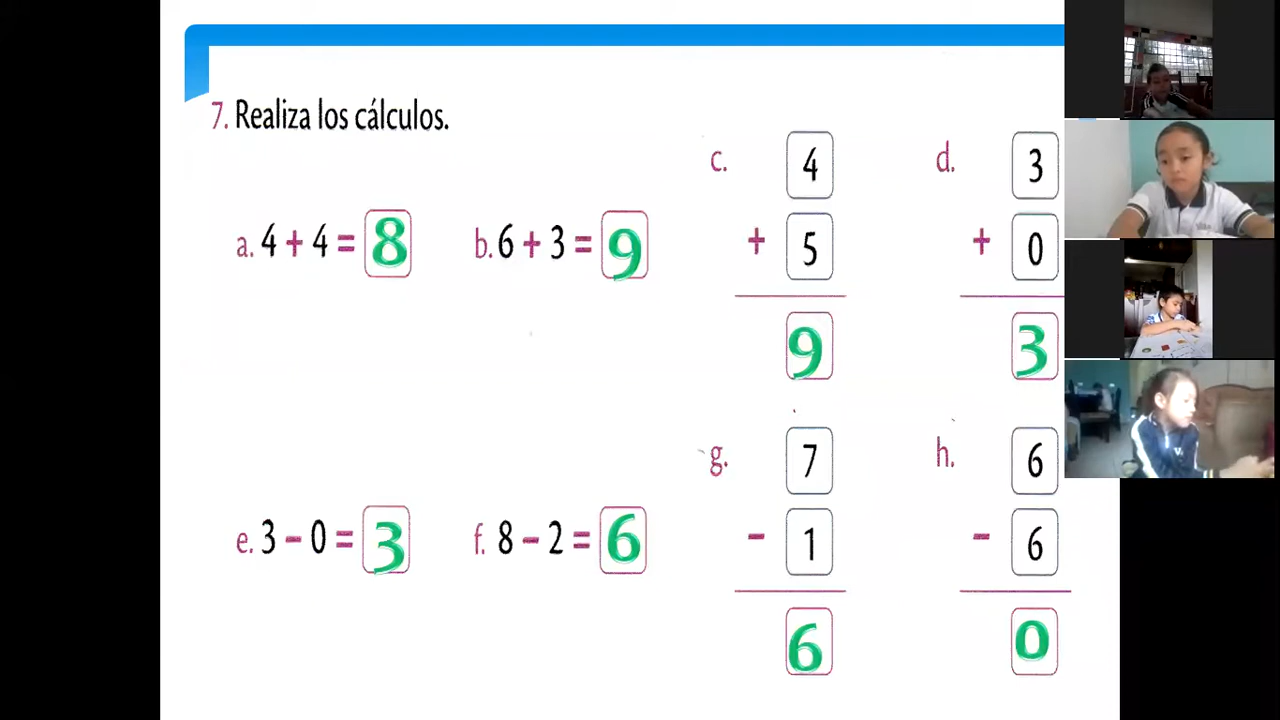 7. Realiza los cálculos.
a. 4 + 4 = 8
b. 6 + 3 = 9
c. 4
+ 5
9
d. 3
+ 0
3
e. 3 – 0 = 3
f. 8 – 2 = 6
g. 7
– 1
6
h. 6
– 6
0